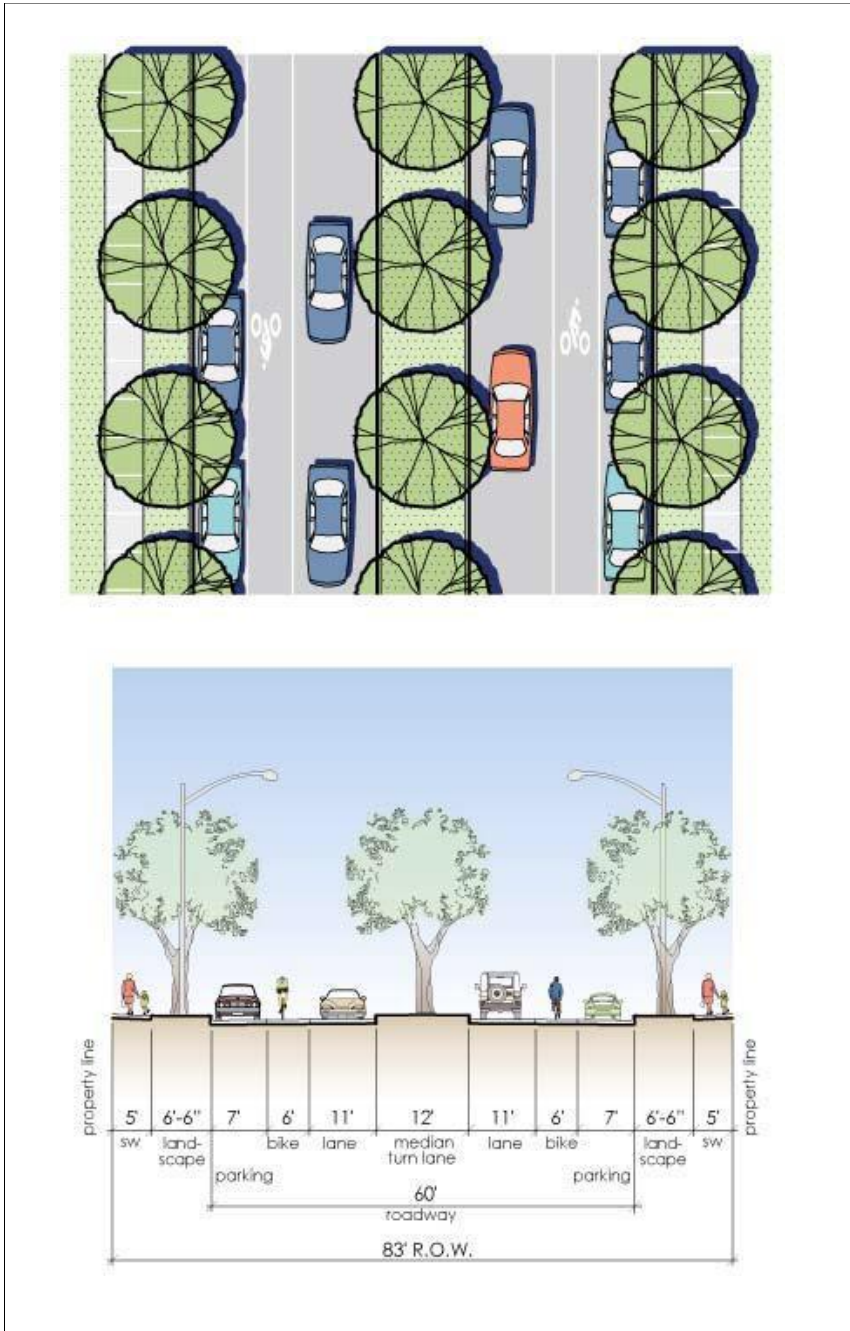 property line
5' 6'-6" 7' 6' 11' 12' 11' 6' 7' 6'-6" 5'
sw land- bike lane median lane bike land- sw
scape turn lane scape
parking parking
60'
roadway
83' R.O.W.
property line